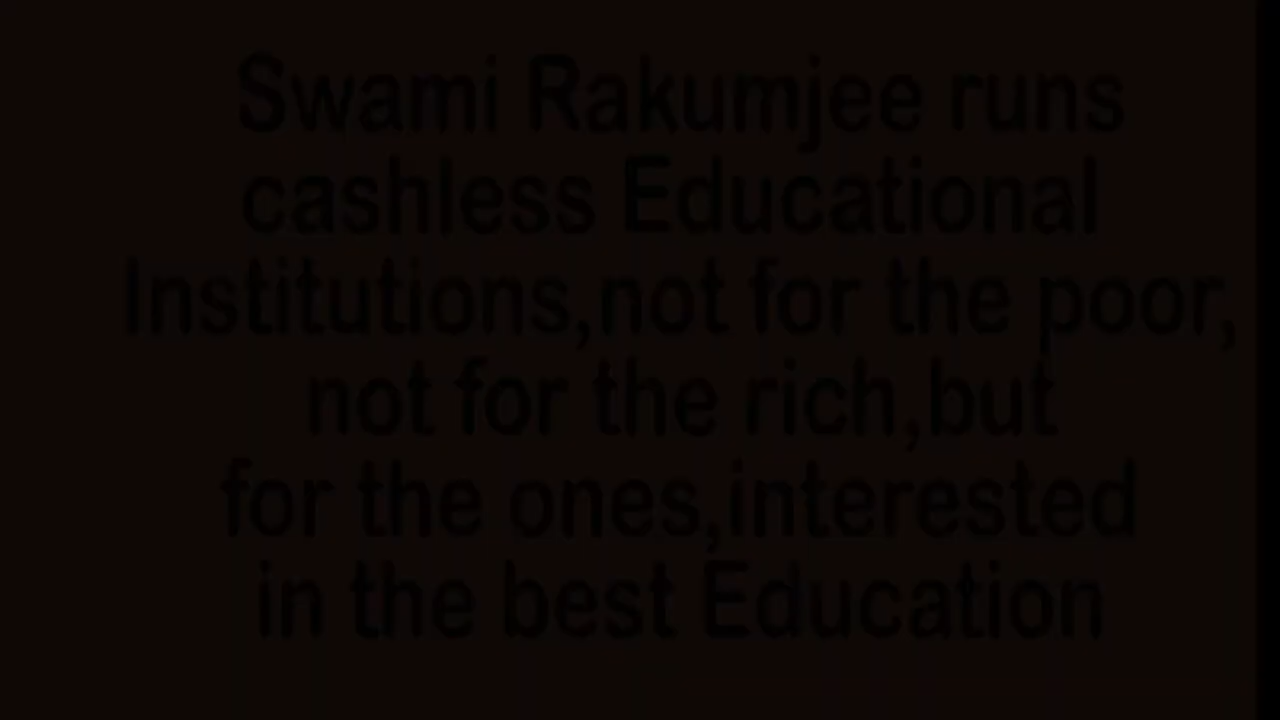 Swami Rakumjee runs
cashless Educational
Institutions,not for the poor,
not for the rich,but
for the ones,interested
in the best Education